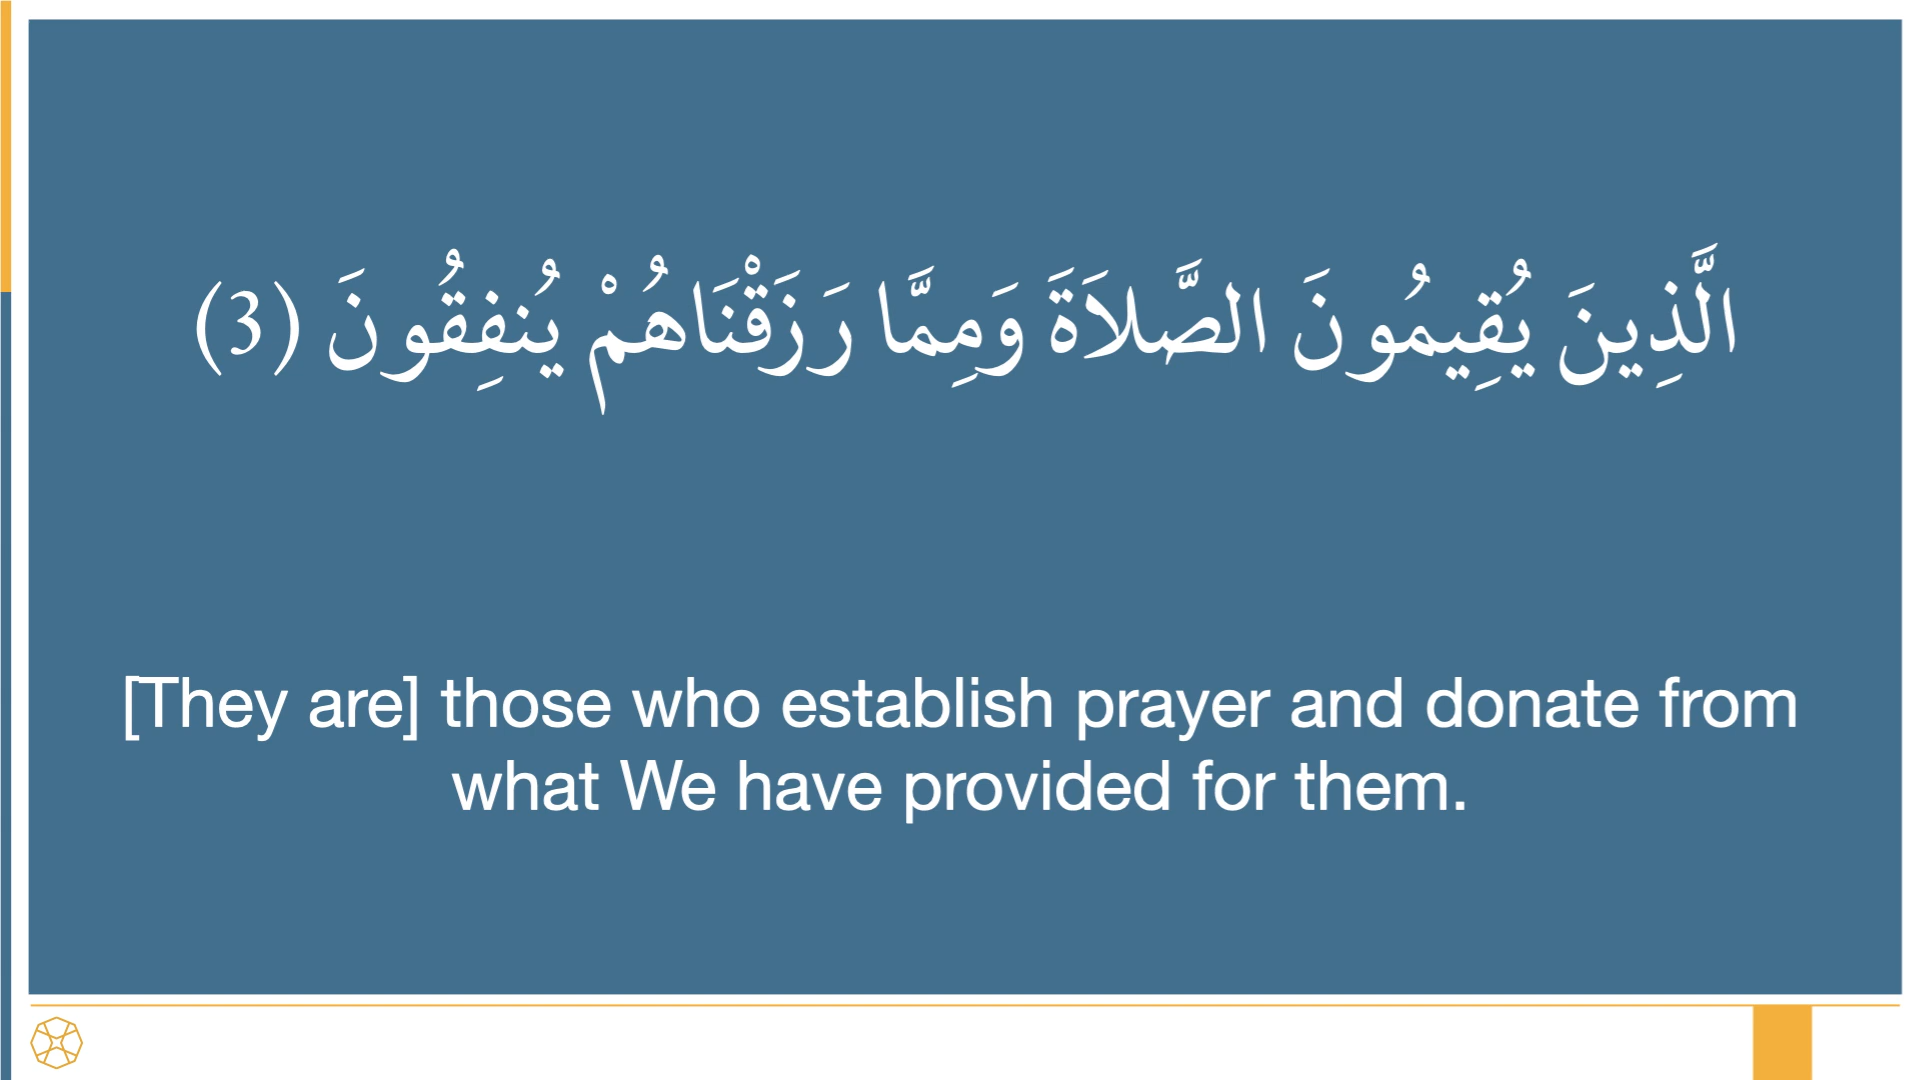 الَّذِينَ يُقِيمُونَ الصَّلاَةَ وَمِمَّا رَزَقْنَاهُمْ يُنفِقُونَ (3)
[They are] those who establish prayer and donate from
what We have provided for them.